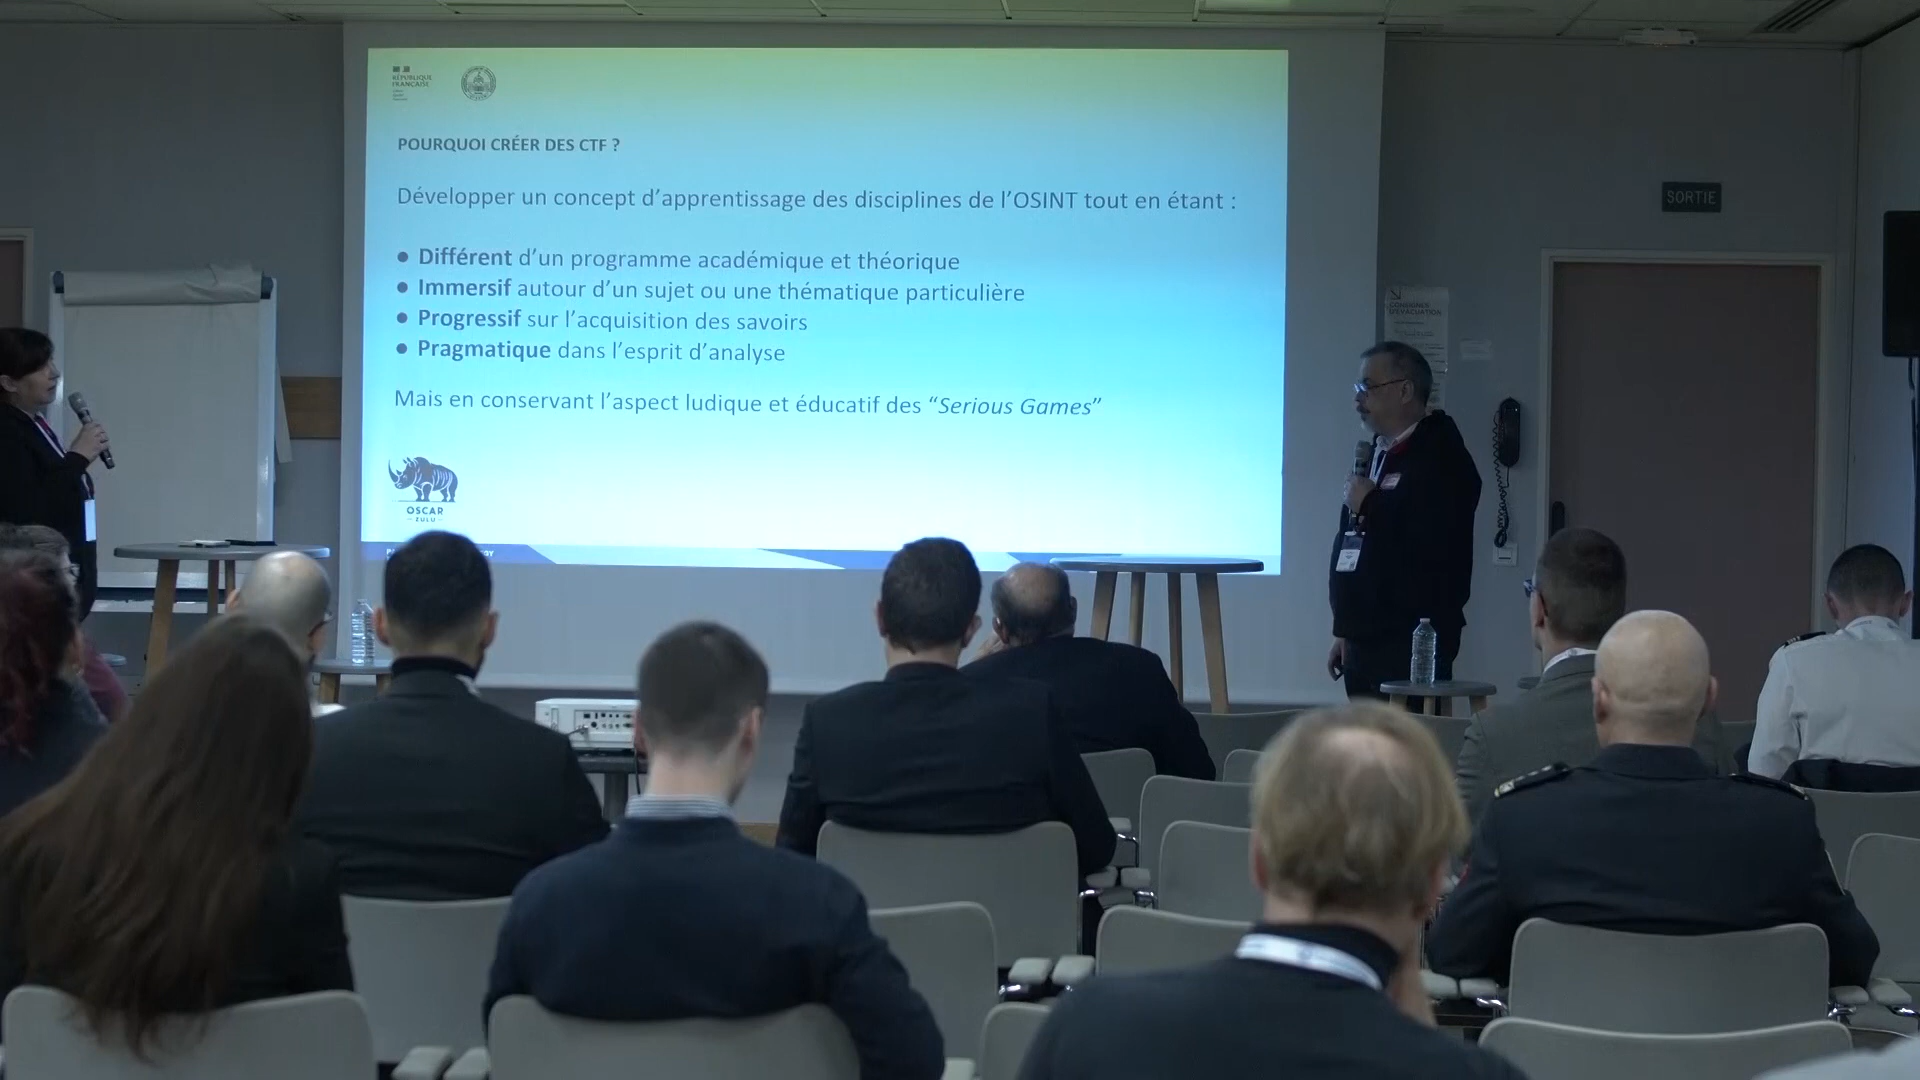 RÉPUBLIQUE
FRANÇAISE
POURQUOI CRÉER DES CTF ?
Développer un concept d’apprentissage des disciplines de l’OSINT tout en étant :
● Différent d’un programme académique et théorique
● Immersif autour d’un sujet ou une thématique particulière
● Progressif sur l’acquisition des savoirs
● Pragmatique dans l’esprit d’analyse
Mais en conservant l’aspect ludique et éducatif des “Serious Games”
OSCAR
— ZULU —
SORTIE
CONSIGNES
D'ÉVACUATION